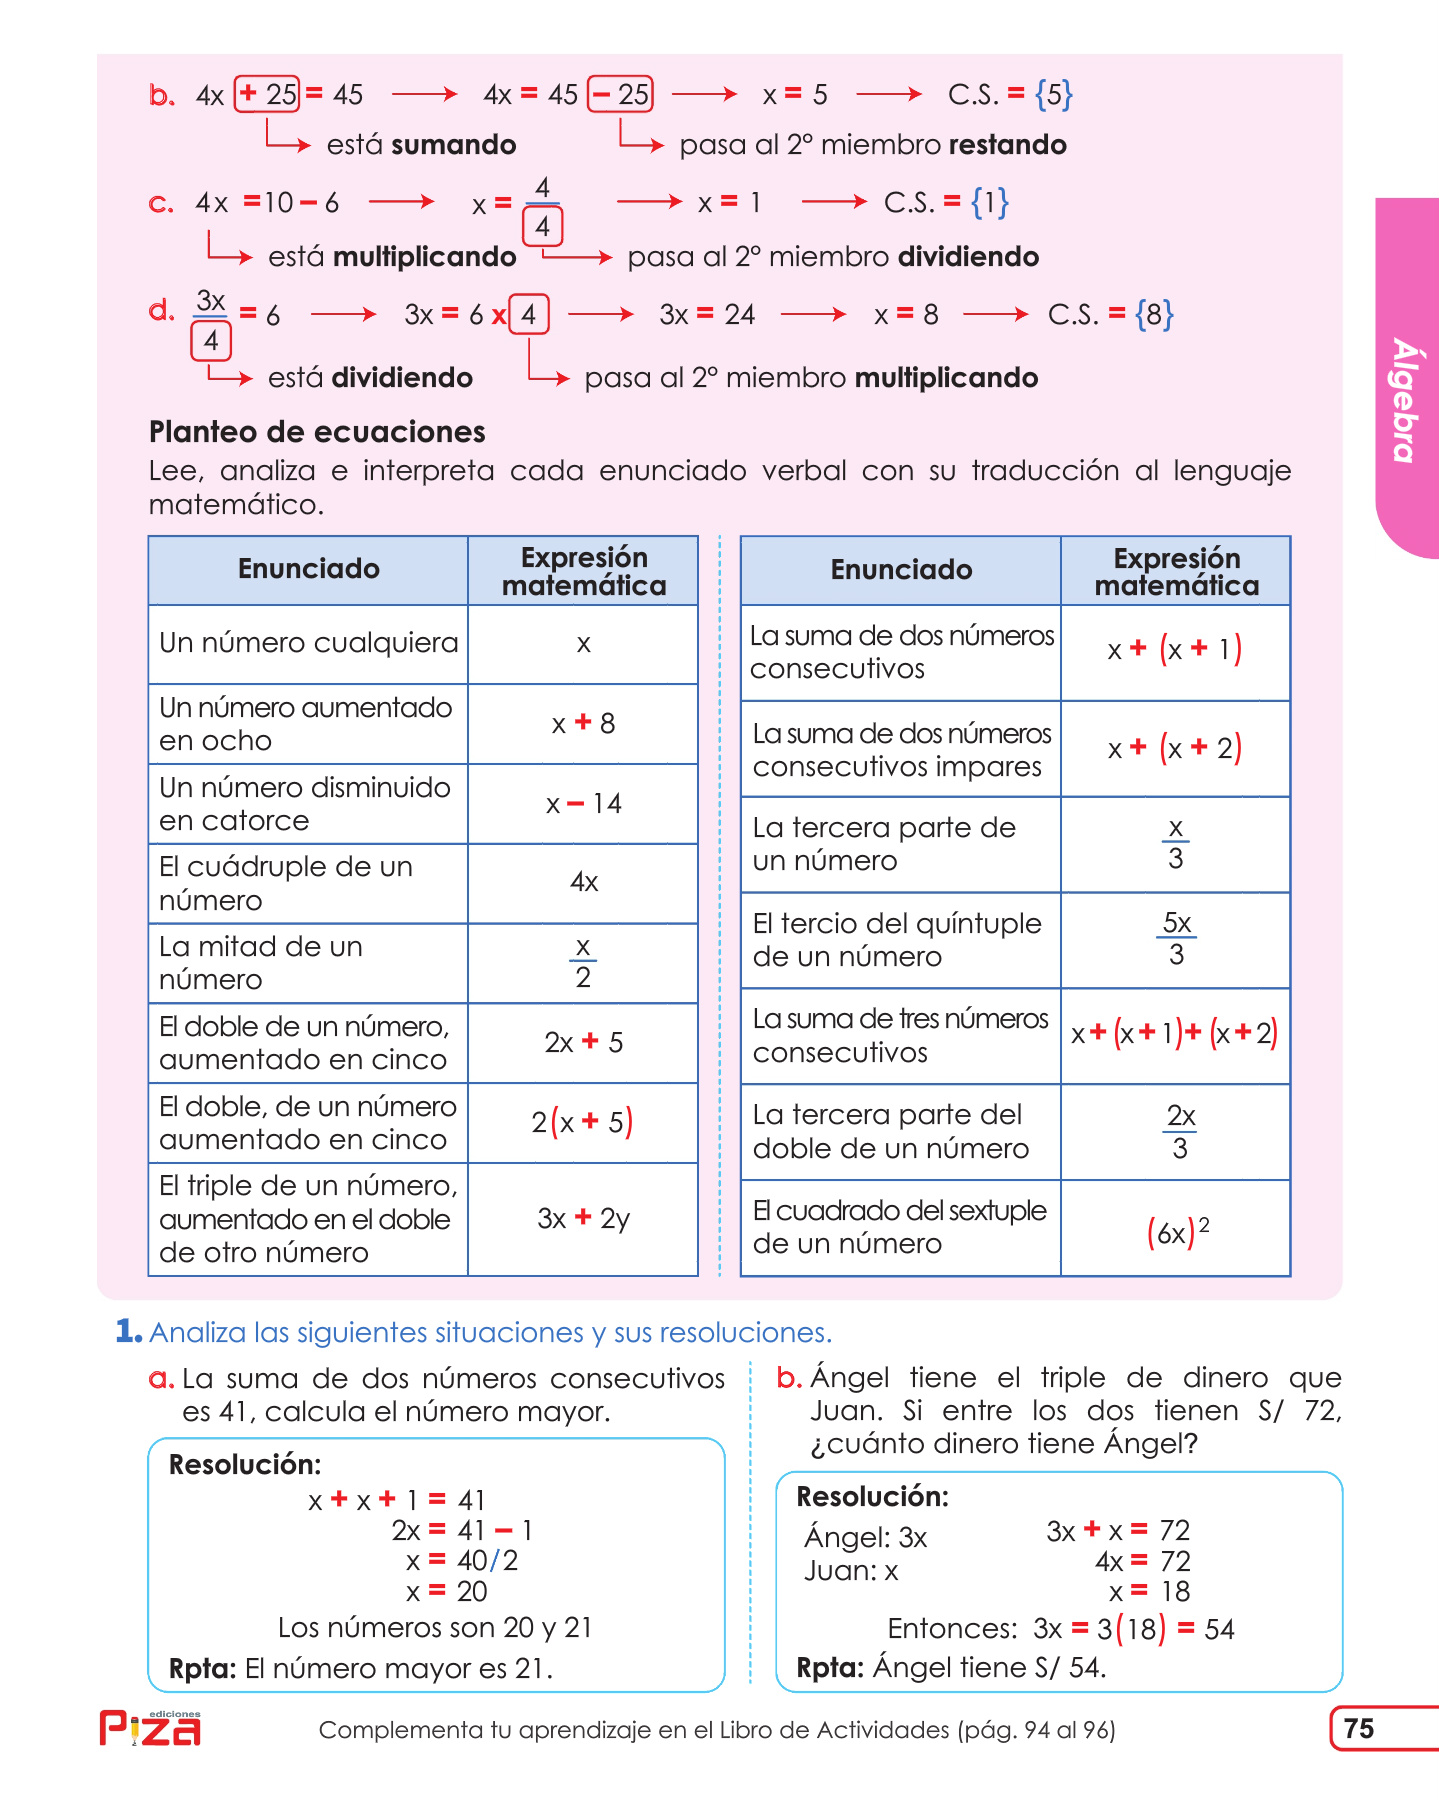 b. 4x + 25 = 45 → 4x = 45 − 25 → x = 5 → C.S. = {5}
está sumando pasa al 2° miembro restando
c. 4x = 10 − 6 → x = 4/4 → x = 1 → C.S. = {1}
está multiplicando pasa al 2° miembro dividiendo
d. 3x/4 = 6 → 3x = 6 x 4 → 3x = 24 → x = 8 → C.S. = {8}
está dividiendo pasa al 2° miembro multiplicando
Álgebra
Planteo de ecuaciones
Lee, analiza e interpreta cada enunciado verbal con su traducción al lenguaje
matemático.
Enunciado
Expresión
matemática
Un número cualquiera
x
Un número aumentado
en ocho
x + 8
Un número disminuido
en catorce
x − 14
El cuádruple de un
número
4x
La mitad de un
número
x/2
El doble de un número,
aumentado en cinco
2x + 5
El doble, de un número
aumentado en cinco
2(x + 5)
El triple de un número,
aumentado en el doble
de otro número
3x + 2y
Enunciado
Expresión
matemática
La suma de dos números
consecutivos
x + (x + 1)
La suma de dos números
consecutivos impares
x + (x + 2)
La tercera parte de
un número
x/3
El tercio del quíntuple
de un número
5x/3
La suma de tres números
consecutivos
x + (x + 1) + (x + 2)
La tercera parte del
doble de un número
2x/3
El cuadrado del sextuple
de un número
(6x)²
1. Analiza las siguientes situaciones y sus resoluciones.
a. La suma de dos números consecutivos
es 41, calcula el número mayor.
Resolución:
x + x + 1 = 41
2x = 41 − 1
x = 40/2
x = 20
Los números son 20 y 21
Rpta: El número mayor es 21.
b. Ángel tiene el triple de dinero que
Juan. Si entre los dos tienen S/ 72,
¿cuánto dinero tiene Ángel?
Resolución:
Ángel: 3x
Juan: x
3x + x = 72
4x = 72
x = 18
Entonces: 3x = 3(18) = 54
Rpta: Ángel tiene S/ 54.
ediciones
Piza
Complementa tu aprendizaje en el Libro de Actividades (pág. 94 al 96)
75